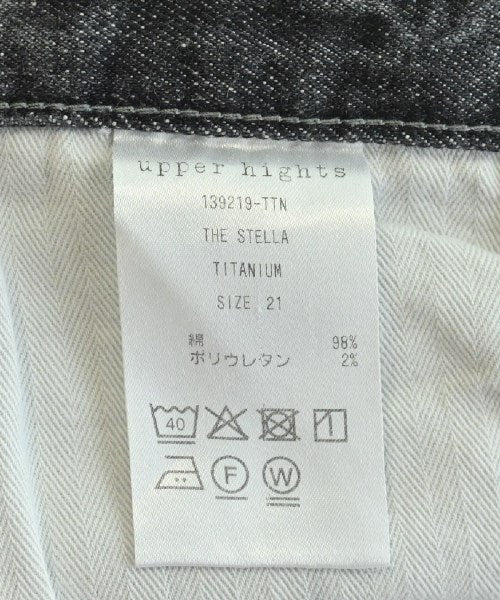 upper hights
139219-TTN
THE STELLA
TITANIUM
SIZE 21
綿 98%
ポリウレタン 2%
40
F W